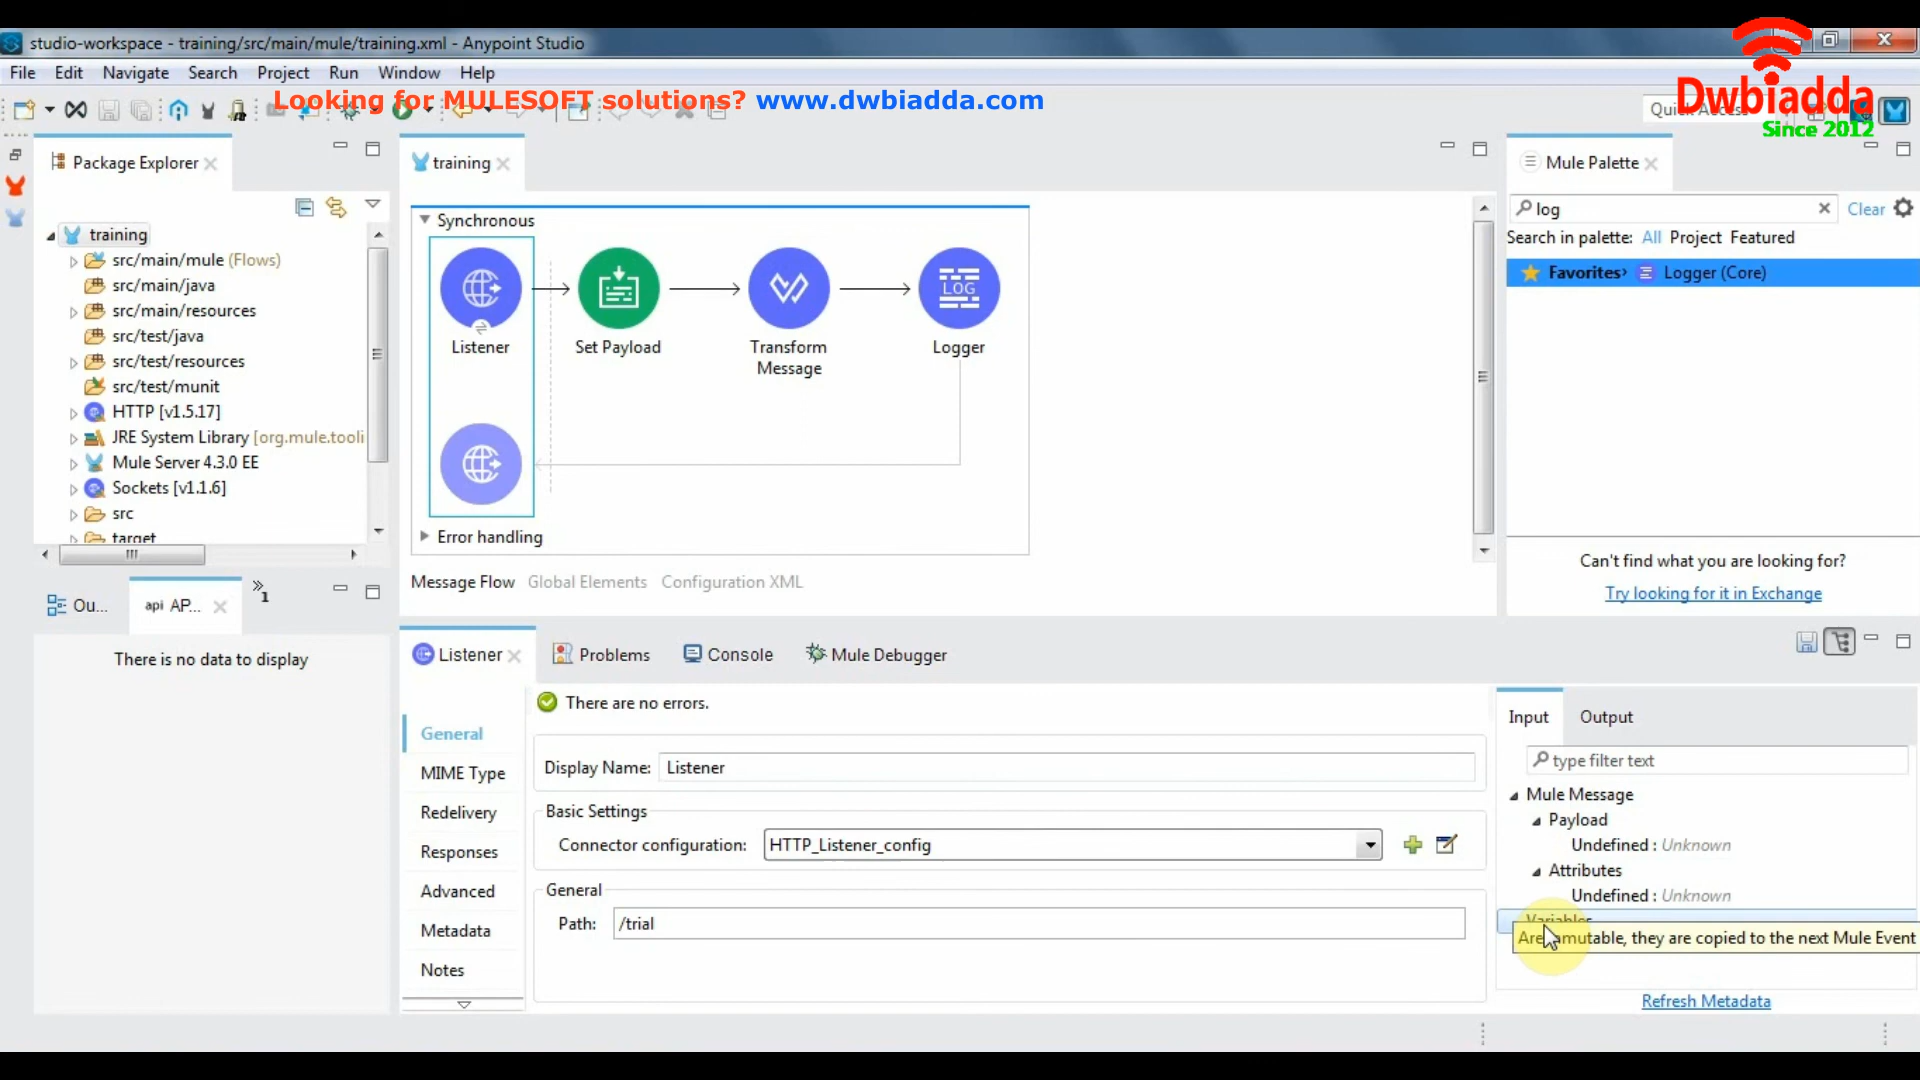 studio-workspace - training/src/main/mule/training.xml - Anypoint Studio
File Edit Navigate Search Project Run Window Help
Looking for MULESOFT solutions? www.dwbiadda.com
Dwbiadda
Since 2012
Package Explorer
training
src/main/mule (Flows)
src/main/java
src/main/resources
src/test/java
src/test/resources
src/test/munit
HTTP [v1.5.17]
JRE System Library [org.mule.tooli
Mule Server 4.3.0 EE
Sockets [v1.1.6]
src
target
Ou...
api AP...
1
There is no data to display
training
Synchronous
Listener
Set Payload
Transform
Message
LOG
Logger
Error handling
Message Flow Global Elements Configuration XML
Mule Palette
log
Clear
Search in palette: All Project Featured
Favorites› Logger (Core)
Can't find what you are looking for?
Try looking for it in Exchange
Listener
Problems
Console
Mule Debugger
There are no errors.
General
MIME Type
Redelivery
Responses
Advanced
Metadata
Notes
Display Name: Listener
Basic Settings
Connector configuration: HTTP_Listener_config
General
Path: /trial
Input Output
type filter text
Mule Message
Payload
Undefined : Unknown
Attributes
Undefined : Unknown
Variables
Are mutable, they are copied to the next Mule Event
Refresh Metadata